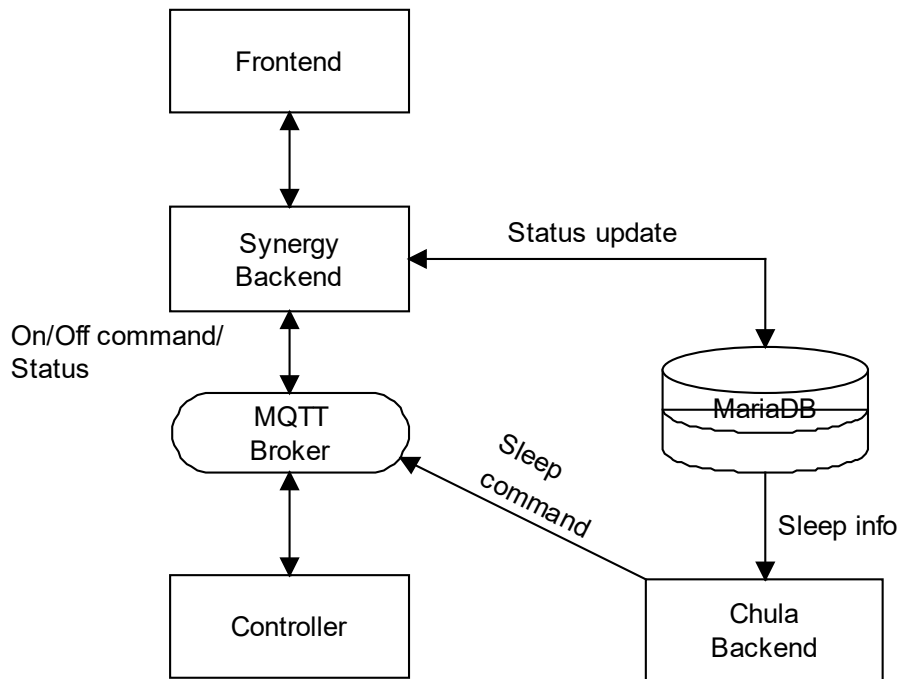 Frontend
Synergy
Backend
Status update
On/Off command/
Status
MQTT
Broker
MariaDB
Sleep
command
Sleep info
Controller
Chula
Backend